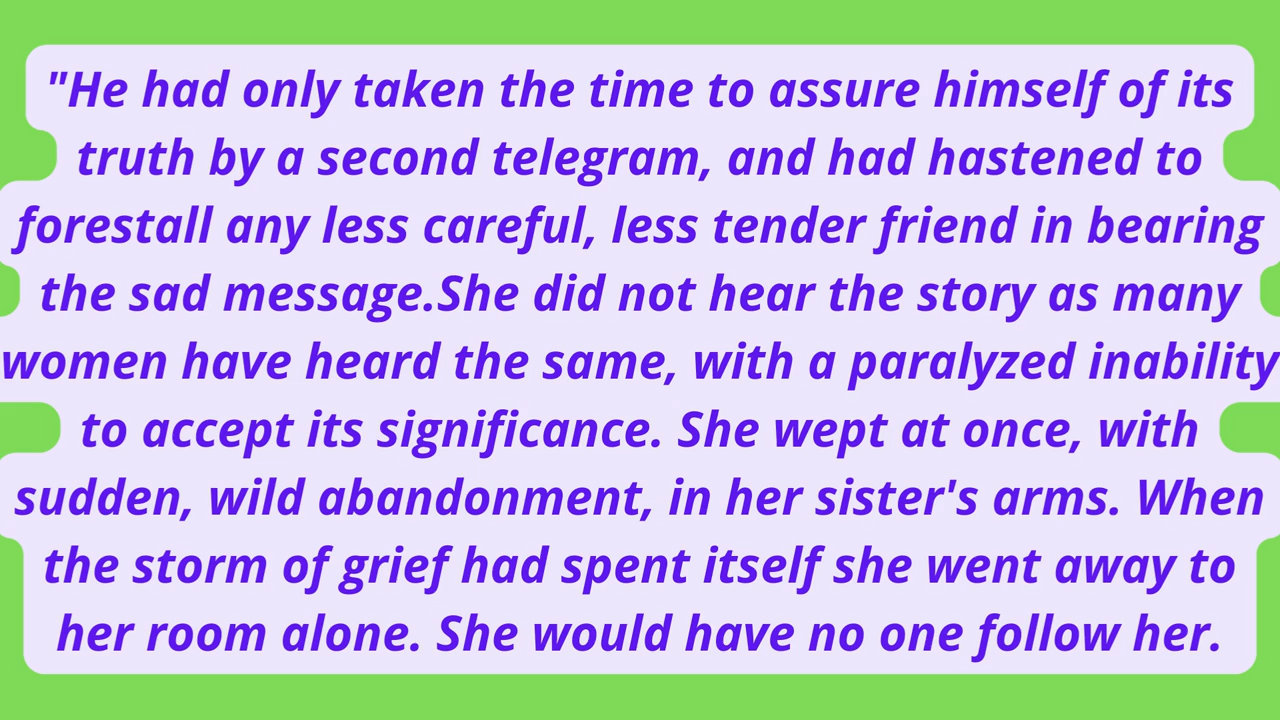 "He had only taken the time to assure himself of its
truth by a second telegram, and had hastened to
forestall any less careful, less tender friend in bearing
the sad message.She did not hear the story as many
women have heard the same, with a paralyzed inability
to accept its significance. She wept at once, with
sudden, wild abandonment, in her sister's arms. When
the storm of grief had spent itself she went away to
her room alone. She would have no one follow her.